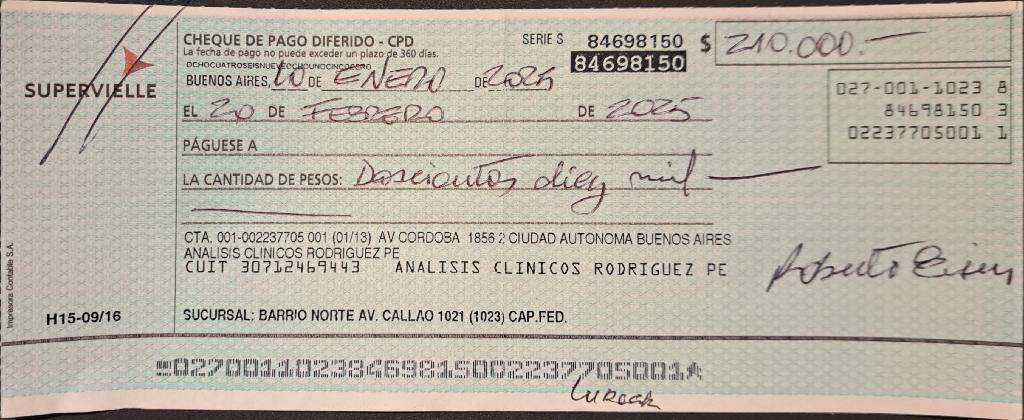 SUPERVIELLE
CHEQUE DE PAGO DIFERIDO - CPD
La fecha de pago no puede exceder un plazo de 360 días.
OCHOCUATROSEISNUEVEOCHOUNOCINCOCERO
SERIE S 84698150
84698150
$ 210.000.—
BUENOS AIRES, 10 DE ENERO DE 2025
EL 20 DE FEBRERO DE 2025
027-001-1023 8
84698150 3
02237705001 1
PÁGUESE A
LA CANTIDAD DE PESOS: Doscientos diez mil —
CTA. 001-002237705 001 (01/13) AV CORDOBA 1856 2 CIUDAD AUTONOMA BUENOS AIRES
ANALISIS CLINICOS RODRIGUEZ PE
CUIT 30712469443 ANALISIS CLINICOS RODRIGUEZ PE
Roberto
Impresora Contable S.A.
H15-09/16
SUCURSAL: BARRIO NORTE AV. CALLAO 1021 (1023) CAP.FED.
02700110238469815002237705001